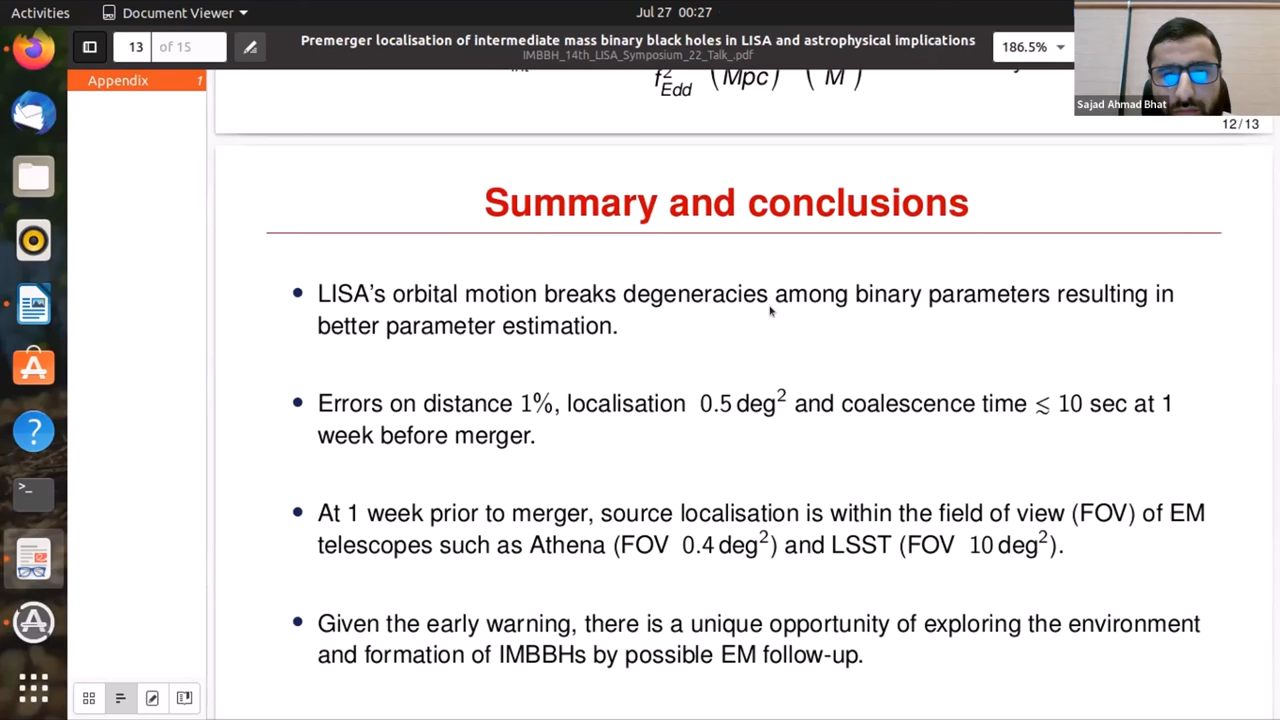 Activities
Document Viewer
Jul 27 00:27
13 of 15
Premerger localisation of intermediate mass binary black holes in LISA and astrophysical implications
IMBBH_14th_LISA_Symposium_22_Talk_.pdf
186.5%
Sajad Ahmad Bhat
Appendix 1
f²Edd (Mpc) (M)
12/13
Summary and conclusions
• LISA's orbital motion breaks degeneracies among binary parameters resulting in
better parameter estimation.
• Errors on distance 1%, localisation 0.5 deg² and coalescence time ≲ 10 sec at 1
week before merger.
• At 1 week prior to merger, source localisation is within the field of view (FOV) of EM
telescopes such as Athena (FOV 0.4 deg²) and LSST (FOV 10 deg²).
• Given the early warning, there is a unique opportunity of exploring the environment
and formation of IMBBHs by possible EM follow-up.